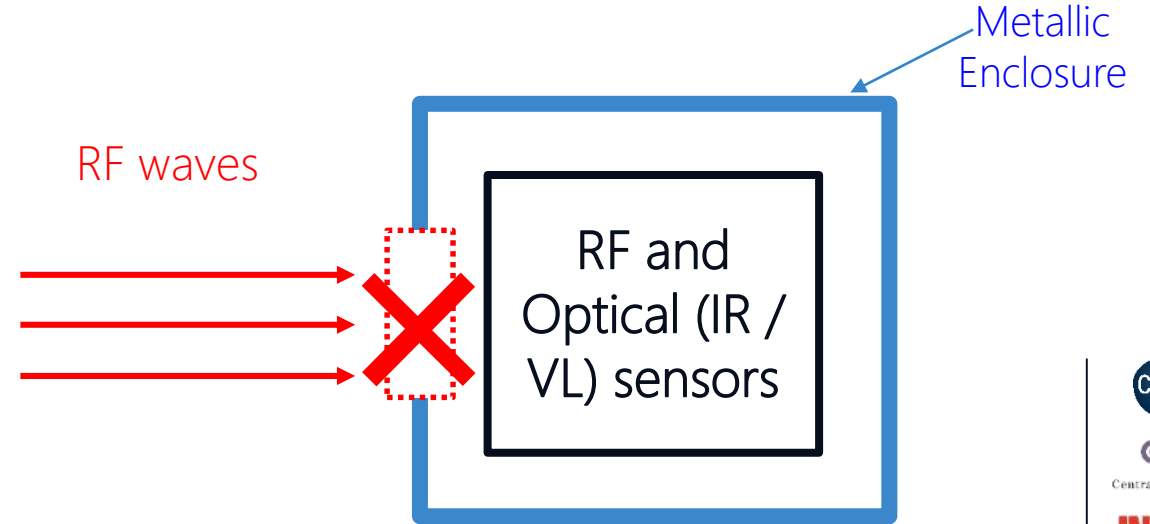 Metallic
Enclosure
RF waves
RF and
Optical (IR /
VL) sensors